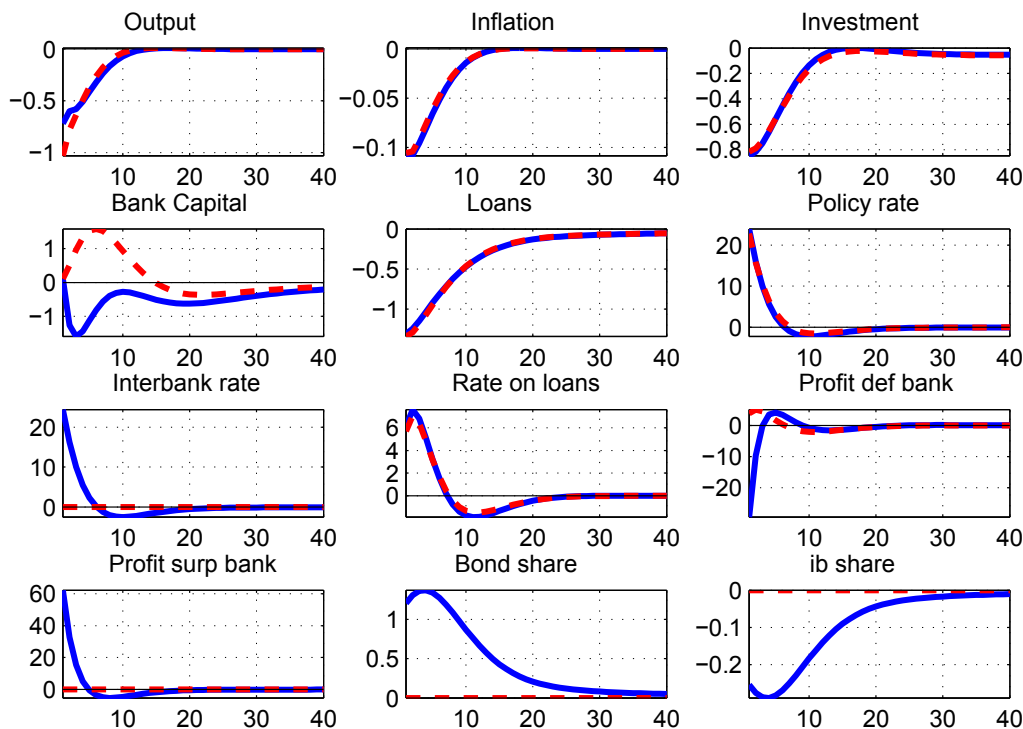 Output Inflation Investment
0 0 0
−0.5 −0.05 −0.2
−0.4
−0.6
−1 −0.1 −0.8
10 20 30 40 10 20 30 40 10 20 30 40
Bank Capital Loans Policy rate
1 0 20
0 −0.5 10
−1 −1 0
10 20 30 40 10 20 30 40 10 20 30 40
Interbank rate Rate on loans Profit def bank
20 6 0
10 4 −10
2
0 0 −20
10 20 30 40 10 20 30 40 10 20 30 40
Profit surp bank Bond share ib share
60 1 0
40 0.5 −0.1
20 −0.2
0 0
10 20 30 40 10 20 30 40 10 20 30 40